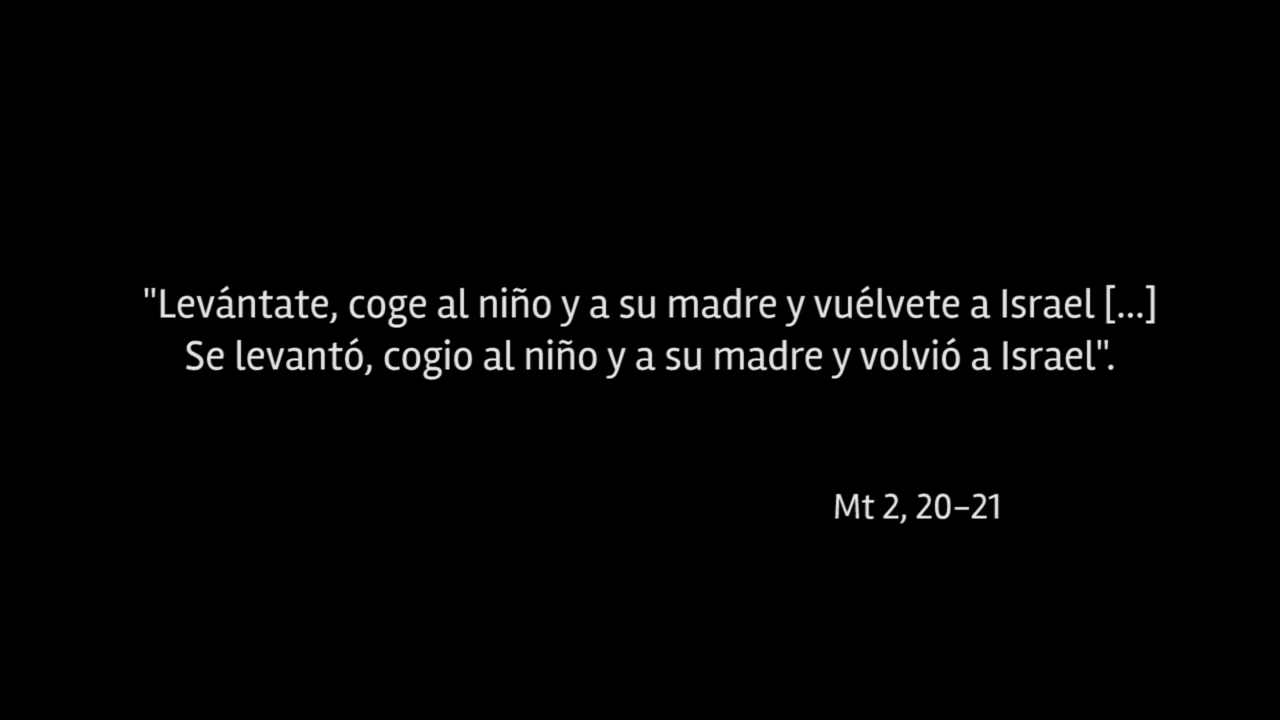 "Levántate, coge al niño y a su madre y vuélvete a Israel [...]
Se levantó, cogio al niño y a su madre y volvió a Israel".
Mt 2, 20–21